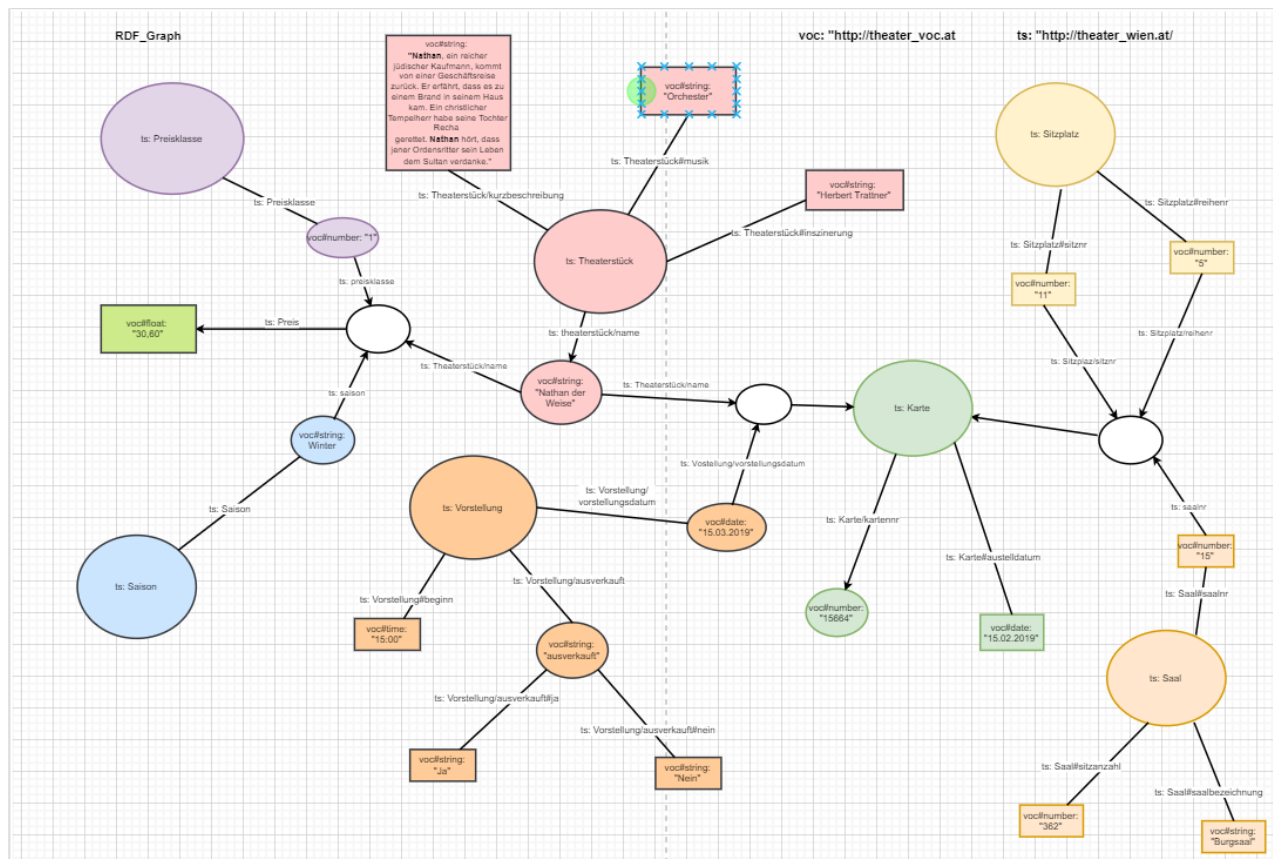 RDF_Graph
voc: "http://theater_voc.at
ts: "http://theater_wien.at/
voc#string:
"Nathan, ein reicher
jüdischer Kaufmann, kommt
von einer Geschäftsreise
zurück. Er erfährt, dass es zu
einem Brand in seinem Haus
kam. Ein christlicher
Tempelherr habe seine Tochter
Recha
gerettet. Nathan hört, dass
jener Ordensritter sein Leben
dem Sultan verdanke."
voc#string:
"Orchester"
ts: Preisklasse
ts: Sitzplatz
ts: Theaterstück#musik
ts: Theaterstück/kurzbeschreibung
voc#string:
"Herbert Trattner"
ts: Preisklasse
ts: Sitzplatz#reihenr
voc#number: "1"
ts: Theaterstück#inszinerung
ts: Sitzplatz#sitznr
ts: Theaterstück
voc#number:
"5"
ts: preisklasse
voc#number:
"11"
voc#float:
"30,60"
ts: Preis
ts: theaterstück/name
ts: Sitzplatz/reihenr
ts: Theaterstück/name
ts: Sitzplaz/sitznr
voc#string:
"Nathan der
Weise"
ts: Theaterstück/name
ts: saison
ts: Karte
voc#string:
Winter
ts: Vostellung/vorstellungsdatum
ts: Saison
ts: Vorstellung/
vorstellungsdatum
ts: Vorstellung
ts: saalnr
ts: Karte/kartennr
voc#date:
"15.03.2019"
voc#number:
"15"
ts: Karte#austelldatum
ts: Saison
ts: Vorstellung/ausverkauft
ts: Vorstellung#beginn
ts: Saal#saalnr
voc#number:
"15664"
voc#time:
"15:00"
voc#date:
"15.02.2019"
voc#string:
"ausverkauft"
ts: Saal
ts: Vorstellung/ausverkauft#ja
ts: Vorstellung/ausverkauft#nein
voc#string:
"Ja"
voc#string:
"Nein"
ts: Saal#sitzanzahl
ts: Saal#saalbezeichnung
voc#number:
"362"
voc#string:
"Burgsaal"